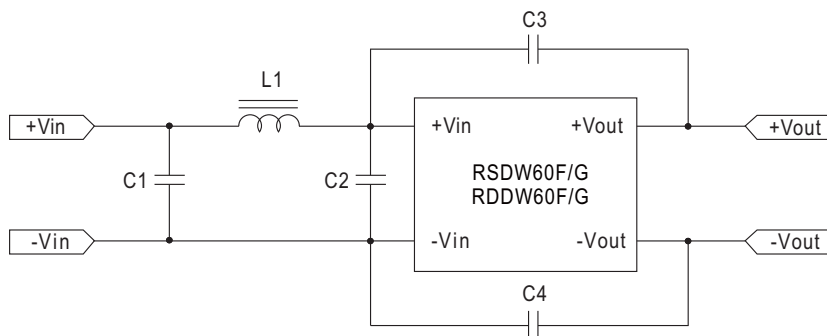 C3
L1
+Vin
+Vin
+Vout
+Vout
C1
C2
RSDW60F/G
RDDW60F/G
-Vin
-Vin
-Vout
-Vout
C4